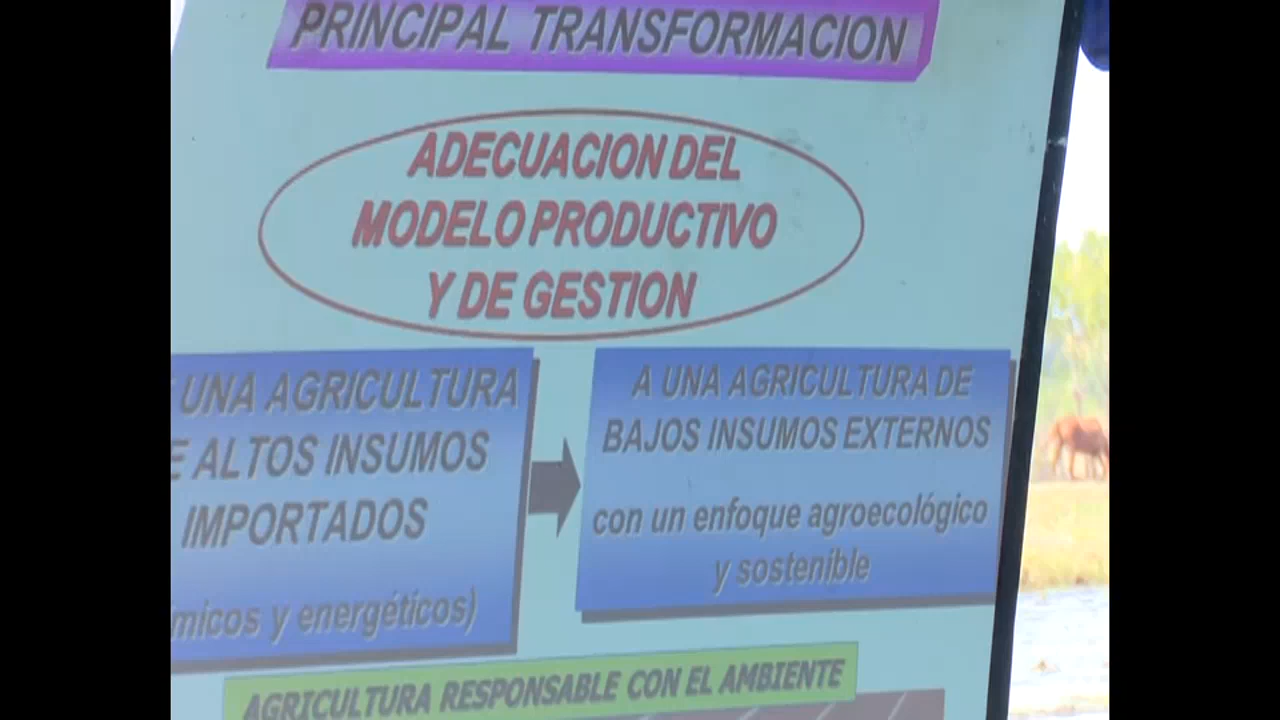 PRINCIPAL TRANSFORMACION
ADECUACION DEL
MODELO PRODUCTIVO
Y DE GESTION
UNA AGRICULTURA
E ALTOS INSUMOS
IMPORTADOS
micos y energéticos)
A UNA AGRICULTURA DE
BAJOS INSUMOS EXTERNOS
con un enfoque agroecológico
y sostenible
AGRICULTURA RESPONSABLE CON EL AMBIENTE